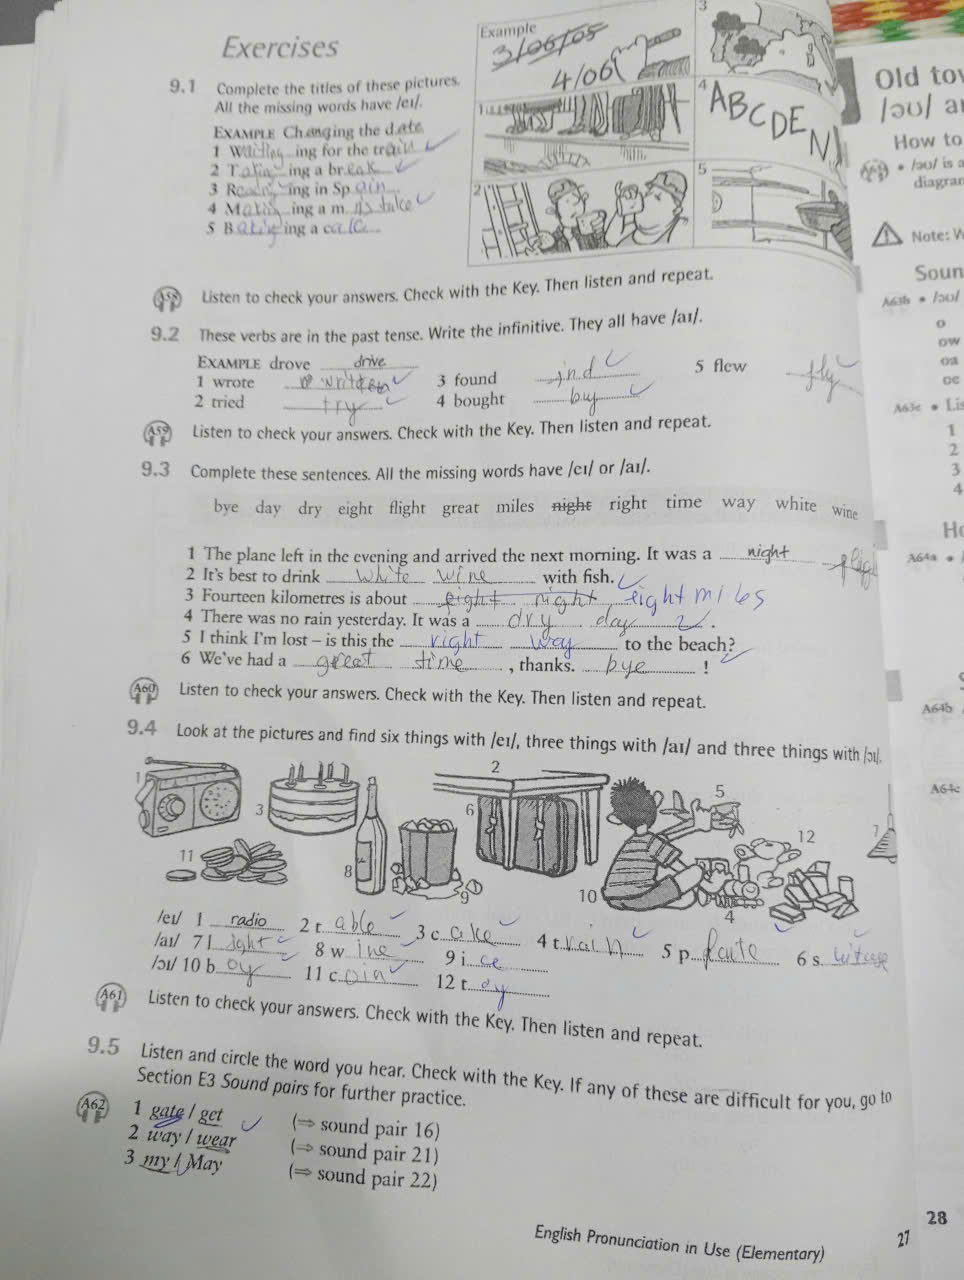 Exercises
9.1 Complete the titles of these pictures.
All the missing words have /eɪ/.
EXAMPLE Changing the date
1 Waiting ing for the train
2 Taking ing a break
3 R ing in Spain
4 Making ing a m istake
5 Baking ing a cake
Example
3/06/05
4/06
1
2
3
4
ABCDEN
5
A58 Listen to check your answers. Check with the Key. Then listen and repeat.
9.2 These verbs are in the past tense. Write the infinitive. They all have /aɪ/.
EXAMPLE drove drive
1 wrote 3 found find 5 flew fly
2 tried try 4 bought buy
A59 Listen to check your answers. Check with the Key. Then listen and repeat.
9.3 Complete these sentences. All the missing words have /eɪ/ or /aɪ/.
bye day dry eight flight great miles night right time way white wine
1 The plane left in the evening and arrived the next morning. It was a night flight
2 It's best to drink white wine with fish.
3 Fourteen kilometres is about eight night eight miles
4 There was no rain yesterday. It was a dry day .
5 I think I'm lost – is this the right way to the beach?
6 We've had a great time , thanks. bye !
A60 Listen to check your answers. Check with the Key. Then listen and repeat.
9.4 Look at the pictures and find six things with /eɪ/, three things with /aɪ/ and three things with /ɔɪ/.
1
2
3
5
6
7
8
9
10
11
12
4
/eɪ/ 1 radio 2 t able 3 c ake 4 t rain 5 p 6 s uitcase
/aɪ/ 7 l ight 8 w ine 9 i ce
/ɔɪ/ 10 b oy 11 c oin 12 t oy
A61 Listen to check your answers. Check with the Key. Then listen and repeat.
9.5 Listen and circle the word you hear. Check with the Key. If any of these are difficult for you, go to
Section E3 Sound pairs for further practice.
A62 1 gate / get (⇒ sound pair 16)
2 way / wear (⇒ sound pair 21)
3 my / May (⇒ sound pair 22)
English Pronunciation in Use (Elementary) 27
Old tow
/əʊ/ a
How to
/əʊ/ is a
diagra
Note: W
Soun
A63b • /əʊ/
o
ow
oa
oe
A63c • Lis
1
2
3
4
Ho
A64a •
A64b
A64c
28